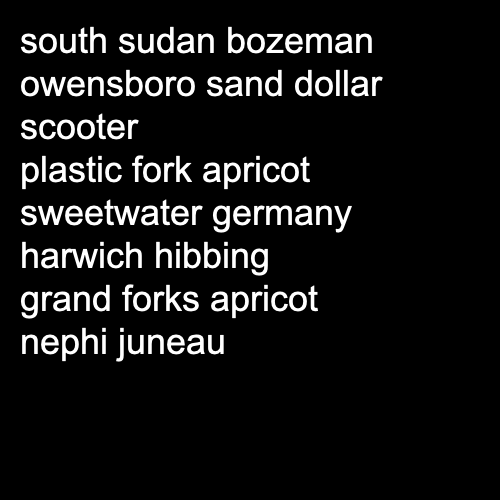 south sudan bozeman
owensboro sand dollar
scooter
plastic fork apricot
sweetwater germany
harwich hibbing
grand forks apricot
nephi juneau